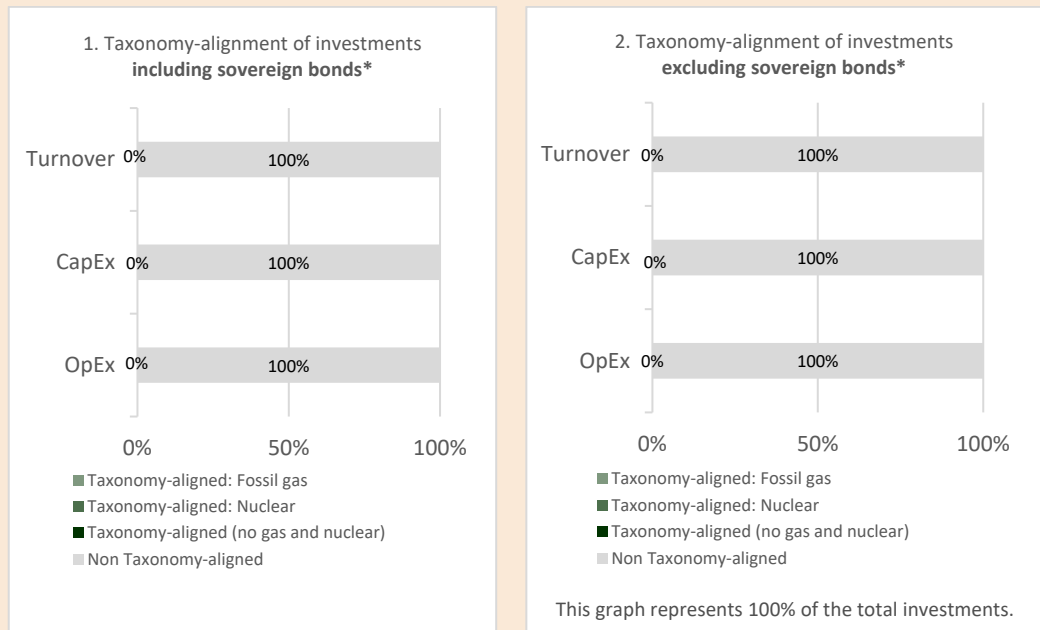 1. Taxonomy-alignment of investments
including sovereign bonds*
Turnover 0% 100%
CapEx 0% 100%
OpEx 0% 100%
0% 50% 100%
Taxonomy-aligned: Fossil gas
Taxonomy-aligned: Nuclear
Taxonomy-aligned (no gas and nuclear)
Non Taxonomy-aligned
2. Taxonomy-alignment of investments
excluding sovereign bonds*
Turnover 0% 100%
CapEx 0% 100%
OpEx 0% 100%
0% 50% 100%
Taxonomy-aligned: Fossil gas
Taxonomy-aligned: Nuclear
Taxonomy-aligned (no gas and nuclear)
Non Taxonomy-aligned
This graph represents 100% of the total investments.